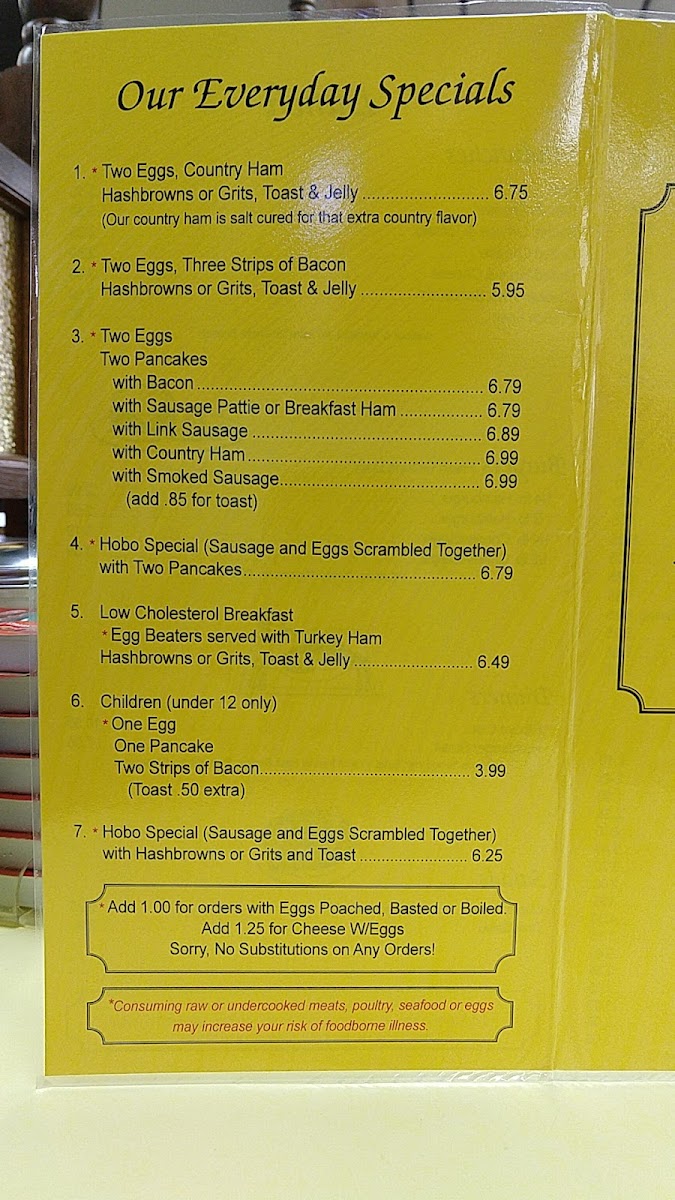 Our Everyday Specials
1. * Two Eggs, Country Ham
Hashbrowns or Grits, Toast & Jelly ............................ 6.75
(Our country ham is salt cured for that extra country flavor)
2. * Two Eggs, Three Strips of Bacon
Hashbrowns or Grits, Toast & Jelly ............................ 5.95
3. * Two Eggs
Two Pancakes
with Bacon ............................................................... 6.79
with Sausage Pattie or Breakfast Ham .................. 6.79
with Link Sausage .................................................. 6.89
with Country Ham ................................................... 6.99
with Smoked Sausage ............................................ 6.99
(add .85 for toast)
4. * Hobo Special (Sausage and Eggs Scrambled Together)
with Two Pancakes ................................................... 6.79
5. Low Cholesterol Breakfast
* Egg Beaters served with Turkey Ham
Hashbrowns or Grits, Toast & Jelly .......................... 6.49
6. Children (under 12 only)
* One Egg
One Pancake
Two Strips of Bacon .............................................. 3.99
(Toast .50 extra)
7. * Hobo Special (Sausage and Eggs Scrambled Together)
with Hashbrowns or Grits and Toast ........................ 6.25
* Add 1.00 for orders with Eggs Poached, Basted or Boiled.
Add 1.25 for Cheese W/Eggs
Sorry, No Substitutions on Any Orders!
*Consuming raw or undercooked meats, poultry, seafood or eggs
may increase your risk of foodborne illness.